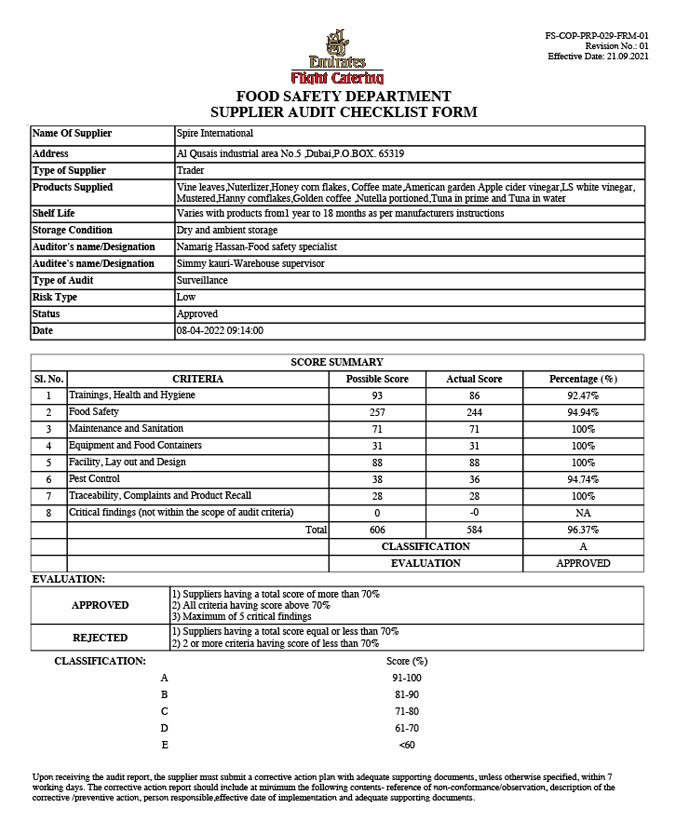 FS-COP-PRP-029-FRM-01
Revision No.: 01
Effective Date: 21.09.2021
Emirates
Flight Catering
FOOD SAFETY DEPARTMENT
SUPPLIER AUDIT CHECKLIST FORM
Name Of Supplier Spire International
Address Al Qusais industrial area No.5 ,Dubai,P.O.BOX. 65319
Type of Supplier Trader
Products Supplied Vine leaves,Nuterlizer,Honey corn flakes, Coffee mate,American garden Apple cider vinegar,LS white vinegar,
Mustered,Hanny cornflakes,Golden coffee ,Nutella portioned,Tuna in prime and Tuna in water
Shelf Life Varies with products from1 year to 18 months as per manufacturers instructions
Storage Condition Dry and ambient storage
Auditor's name/Designation Namarig Hassan-Food safety specialist
Auditee's name/Designation Simmy kauri-Warehouse supervisor
Type of Audit Surveillance
Risk Type Low
Status Approved
Date 08-04-2022 09:14:00
SCORE SUMMARY
Sl. No. CRITERIA Possible Score Actual Score Percentage (%)
1 Trainings, Health and Hygiene 93 86 92.47%
2 Food Safety 257 244 94.94%
3 Maintenance and Sanitation 71 71 100%
4 Equipment and Food Containers 31 31 100%
5 Facility, Lay out and Design 88 88 100%
6 Pest Control 38 36 94.74%
7 Traceability, Complaints and Product Recall 28 28 100%
8 Critical findings (not within the scope of audit criteria) 0 -0 NA
Total 606 584 96.37%
CLASSIFICATION A
EVALUATION APPROVED
EVALUATION:
APPROVED 1) Suppliers having a total score of more than 70%
2) All criteria having score above 70%
3) Maximum of 5 critical findings
REJECTED 1) Suppliers having a total score equal or less than 70%
2) 2 or more criteria having score of less than 70%
CLASSIFICATION: Score (%)
A 91-100
B 81-90
C 71-80
D 61-70
E <60
Upon receiving the audit report, the supplier must submit a corrective action plan with adequate supporting documents, unless otherwise specified, within 7
working days. The corrective action report should include at minimum the following contents- reference of non-conformance/observation, description of the
corrective /preventive action, person responsible,effective date of implementation and adequate supporting documents.